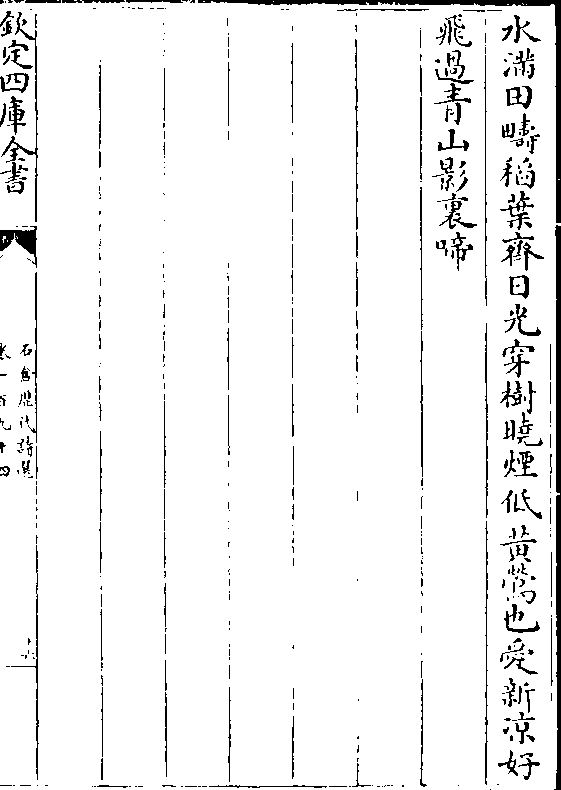 水滿田疇稻葉齊日光穿樹曉煙低黃鶯也愛新凉好
飛過青山影裏啼
欽定四庫全書
石倉歷代詩選
卷一百九十四